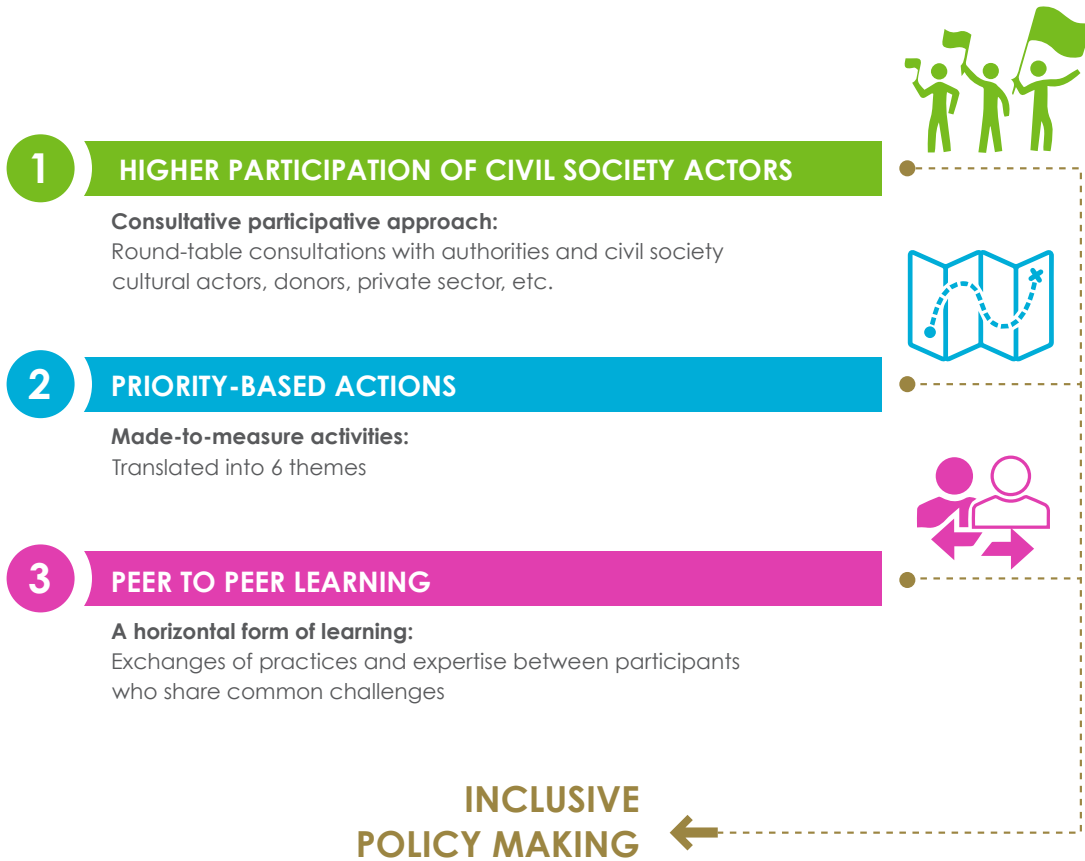 1
HIGHER PARTICIPATION OF CIVIL SOCIETY ACTORS
Consultative participative approach:
Round-table consultations with authorities and civil society
cultural actors, donors, private sector, etc.
2
PRIORITY-BASED ACTIONS
Made-to-measure activities:
Translated into 6 themes
3
PEER TO PEER LEARNING
A horizontal form of learning:
Exchanges of practices and expertise between participants
who share common challenges
INCLUSIVE
POLICY MAKING